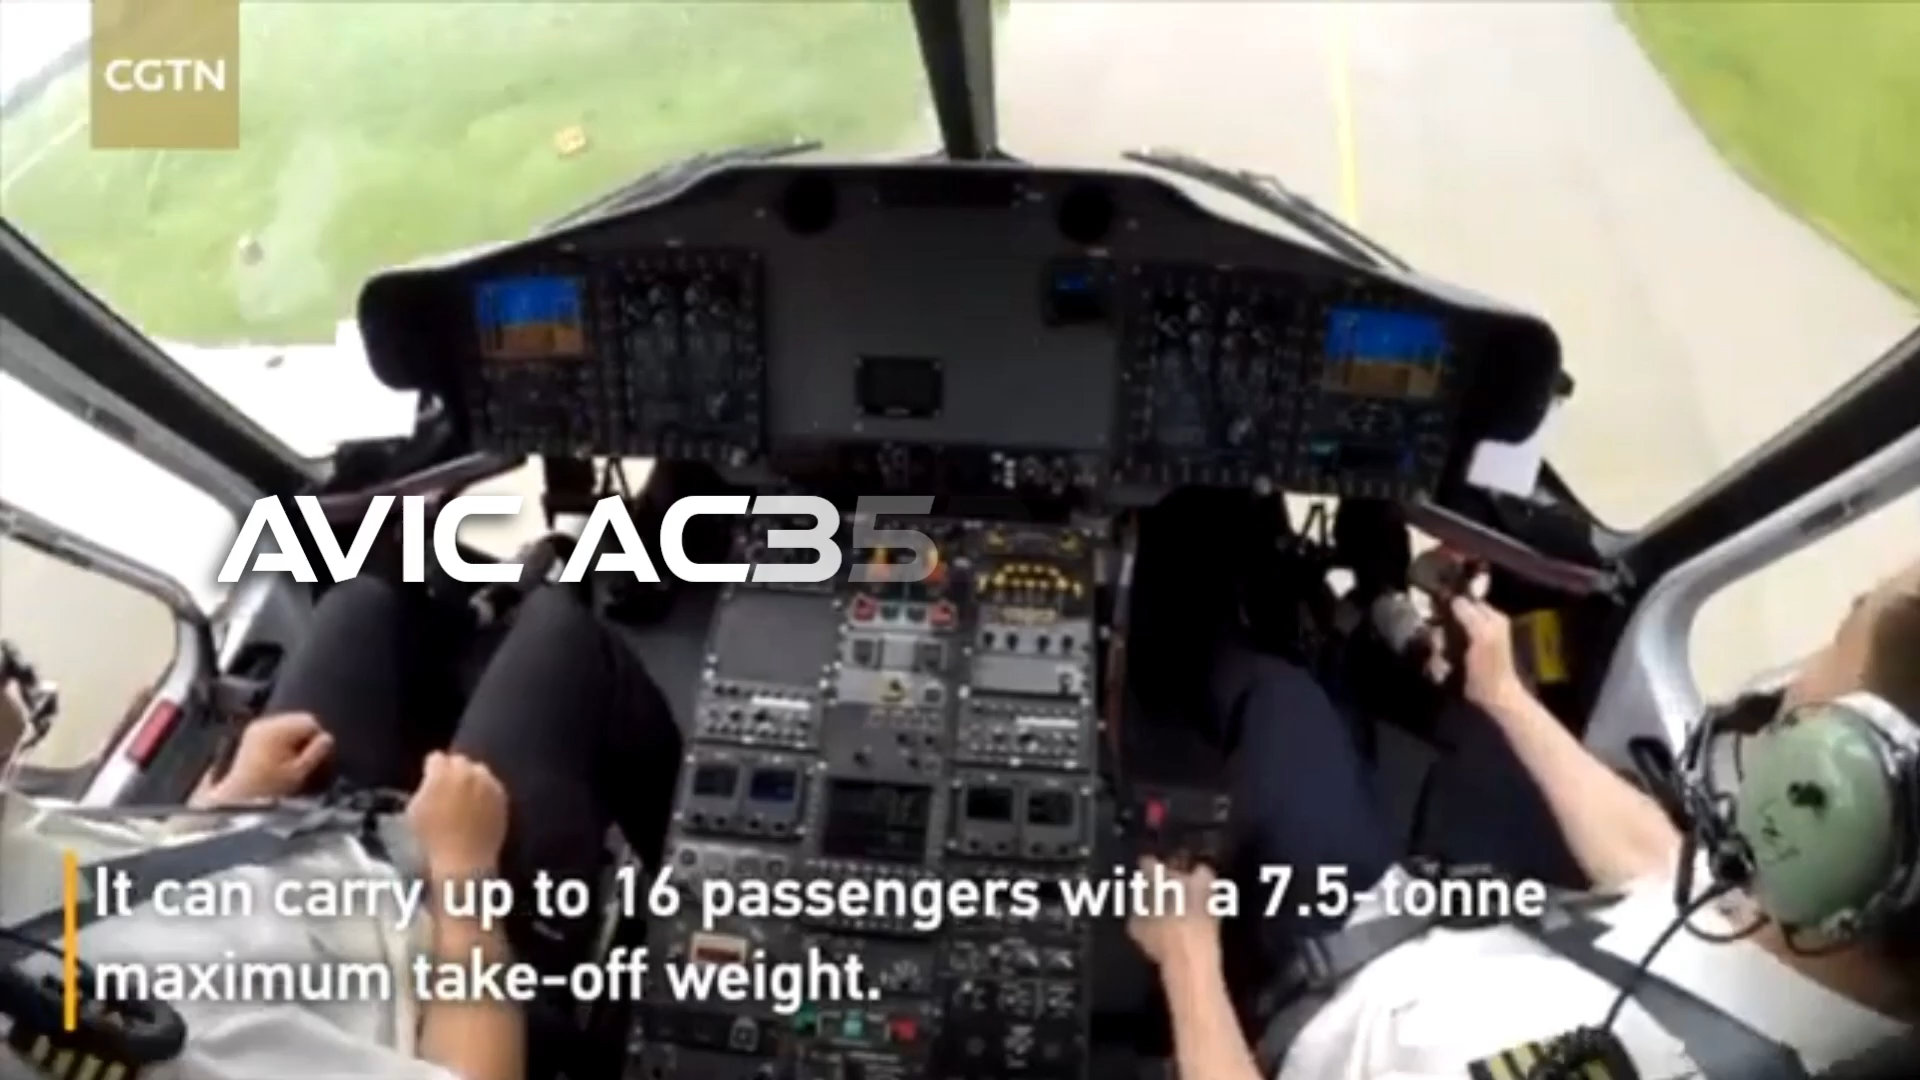 CGTN
AVIC AC35
It can carry up to 16 passengers with a 7.5-tonne
maximum take-off weight.